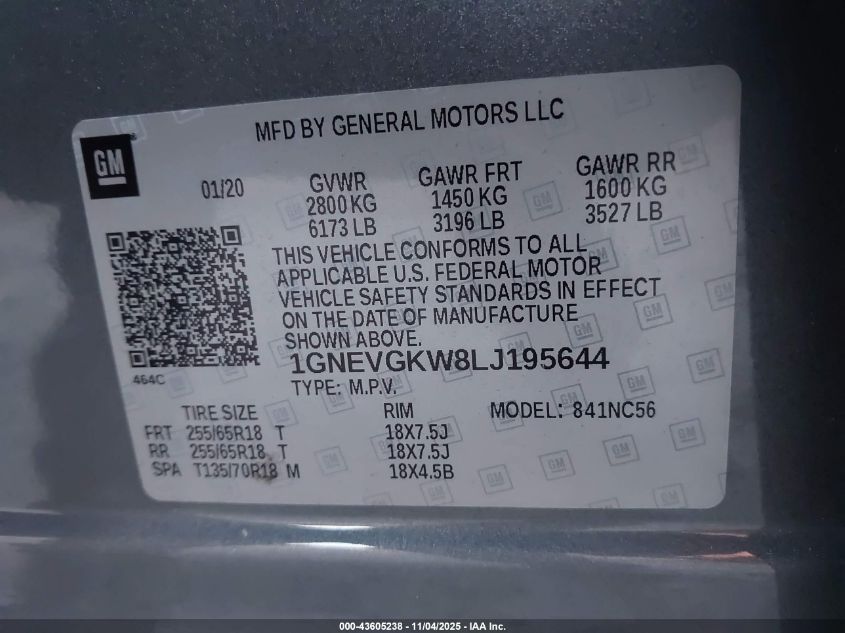 MFD BY GENERAL MOTORS LLC
GM
01/20
GVWR GAWR FRT GAWR RR
2800 KG 1450 KG 1600 KG
6173 LB 3196 LB 3527 LB
THIS VEHICLE CONFORMS TO ALL
APPLICABLE U.S. FEDERAL MOTOR
VEHICLE SAFETY STANDARDS IN EFFECT
ON THE DATE OF MANUFACTURE
SHOWN ABOVE.
1GNEVGKW8LJ195644
464C
TYPE: M.P.V.
TIRE SIZE RIM MODEL: 841NC56
FRT 255/65R18 T 18X7.5J
RR 255/65R18 T 18X7.5J
SPA T135/70R18 M 18X4.5B
000-43605238 - 11/04/2025 - IAA Inc.